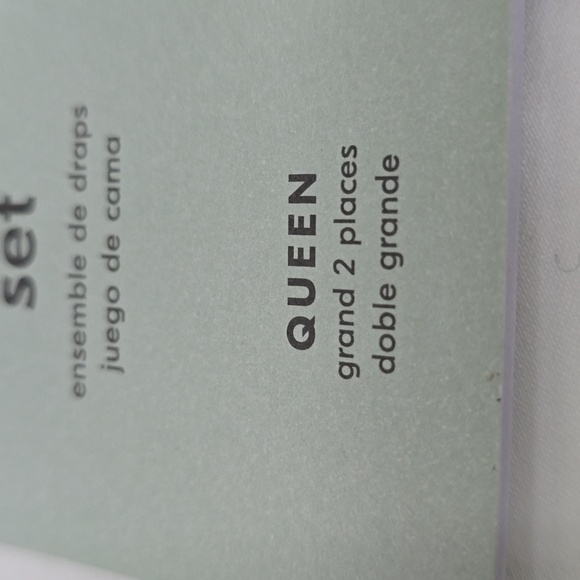 set
ensemble de draps
juego de cama
QUEEN
grand 2 places
doble grande